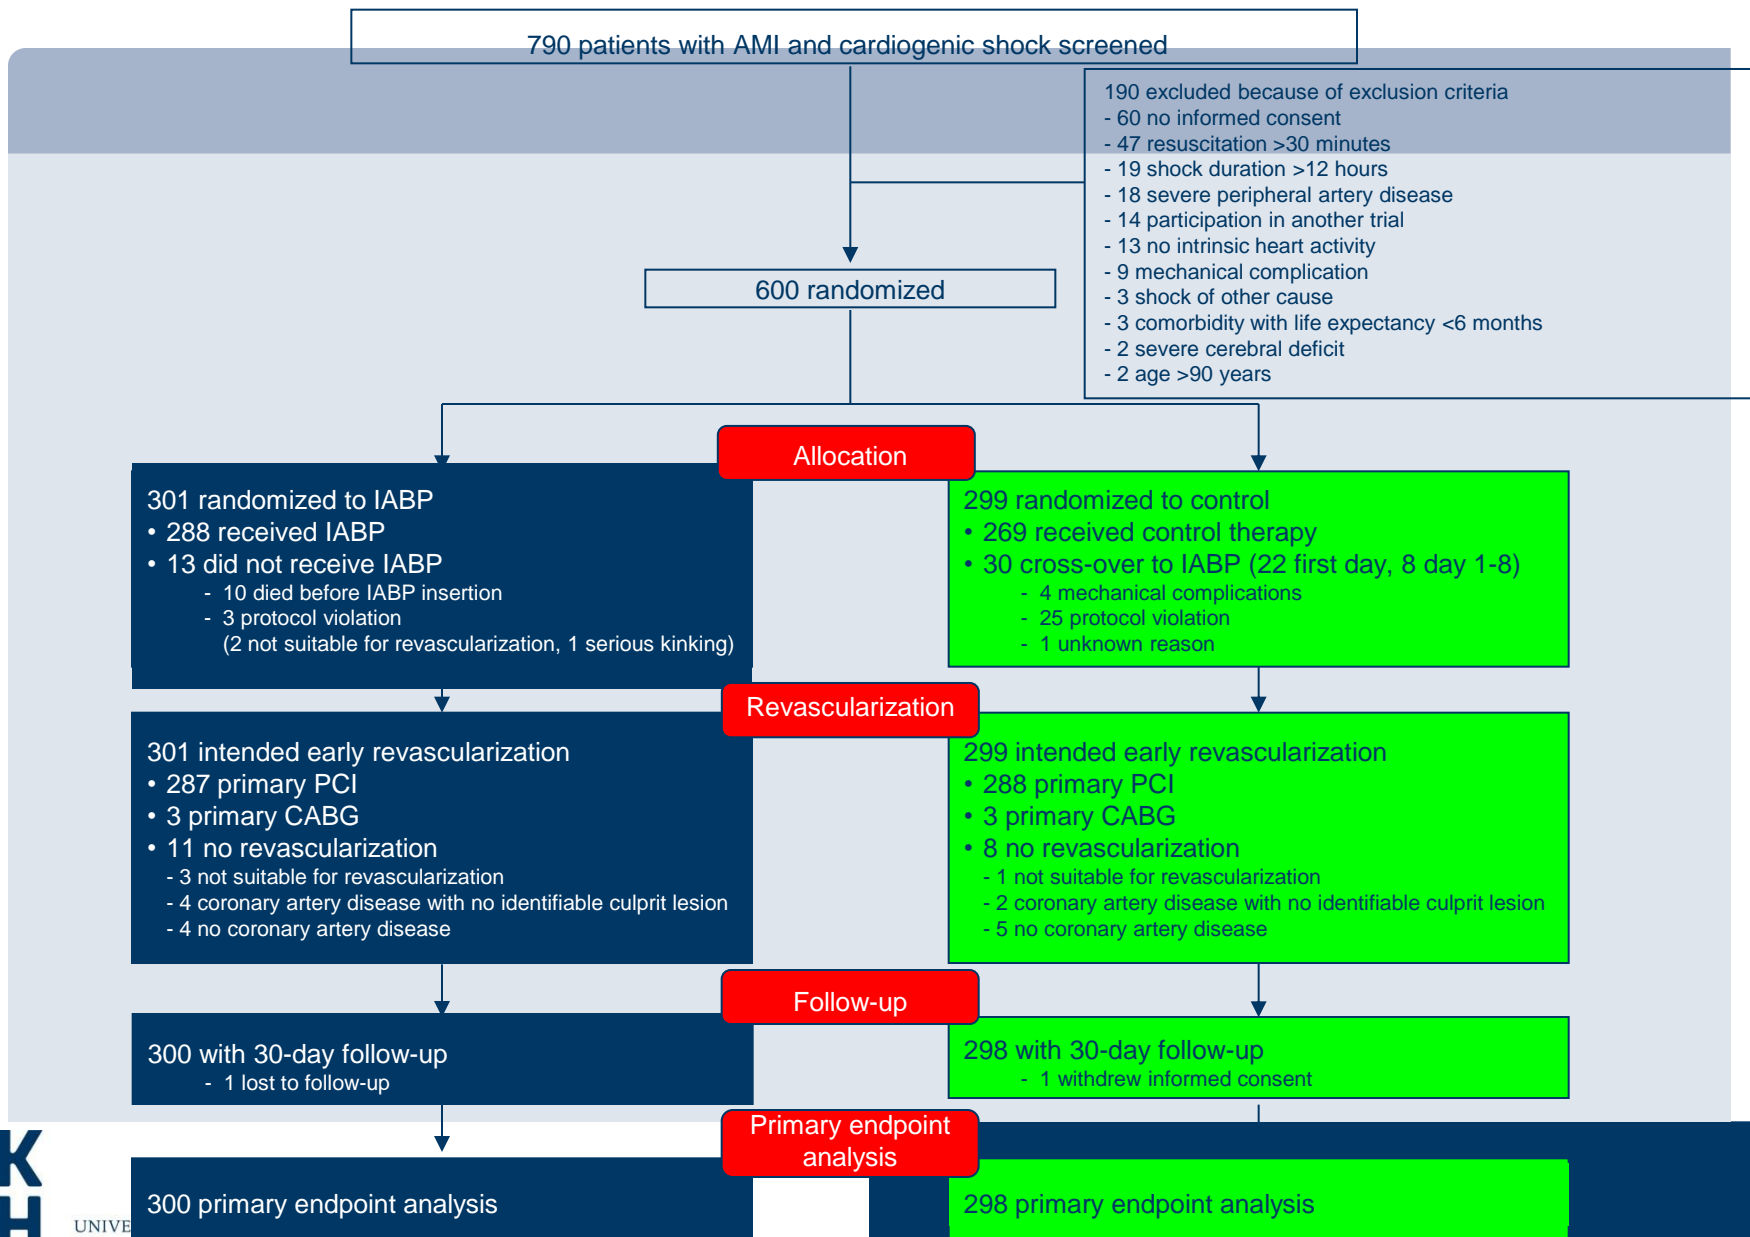 790 patients with AMI and cardiogenic shock screened
190 excluded because of exclusion criteria
- 60 no informed consent
- 47 resuscitation >30 minutes
- 19 shock duration >12 hours
- 18 severe peripheral artery disease
- 14 participation in another trial
- 13 no intrinsic heart activity
- 9 mechanical complication
- 3 shock of other cause
- 3 comorbidity with life expectancy <6 months
- 2 severe cerebral deficit
- 2 age >90 years
600 randomized
Allocation
301 randomized to IABP
• 288 received IABP
• 13 did not receive IABP
- 10 died before IABP insertion
- 3 protocol violation
(2 not suitable for revascularization, 1 serious kinking)
299 randomized to control
• 269 received control therapy
• 30 cross-over to IABP (22 first day, 8 day 1-8)
- 4 mechanical complications
- 25 protocol violation
- 1 unknown reason
Revascularization
301 intended early revascularization
• 287 primary PCI
• 3 primary CABG
• 11 no revascularization
- 3 not suitable for revascularization
- 4 coronary artery disease with no identifiable culprit lesion
- 4 no coronary artery disease
299 intended early revascularization
• 288 primary PCI
• 3 primary CABG
• 8 no revascularization
- 1 not suitable for revascularization
- 2 coronary artery disease with no identifiable culprit lesion
- 5 no coronary artery disease
Follow-up
300 with 30-day follow-up
- 1 lost to follow-up
298 with 30-day follow-up
- 1 withdrew informed consent
Primary endpoint
analysis
300 primary endpoint analysis
298 primary endpoint analysis
K
H
UNIVE